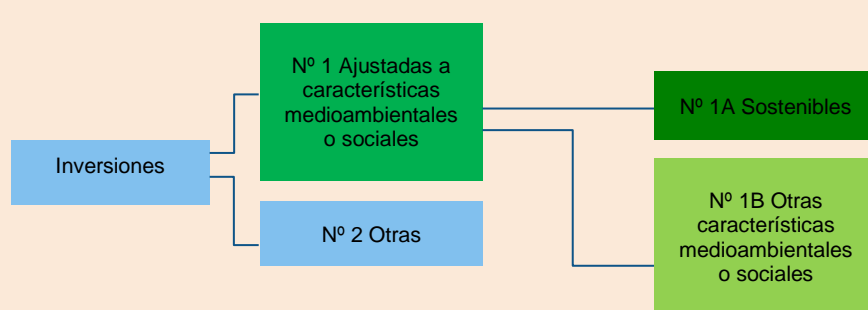 Inversiones
Nº 1 Ajustadas a
características
medioambientales
o sociales
Nº 2 Otras
Nº 1A Sostenibles
Nº 1B Otras
características
medioambientales
o sociales